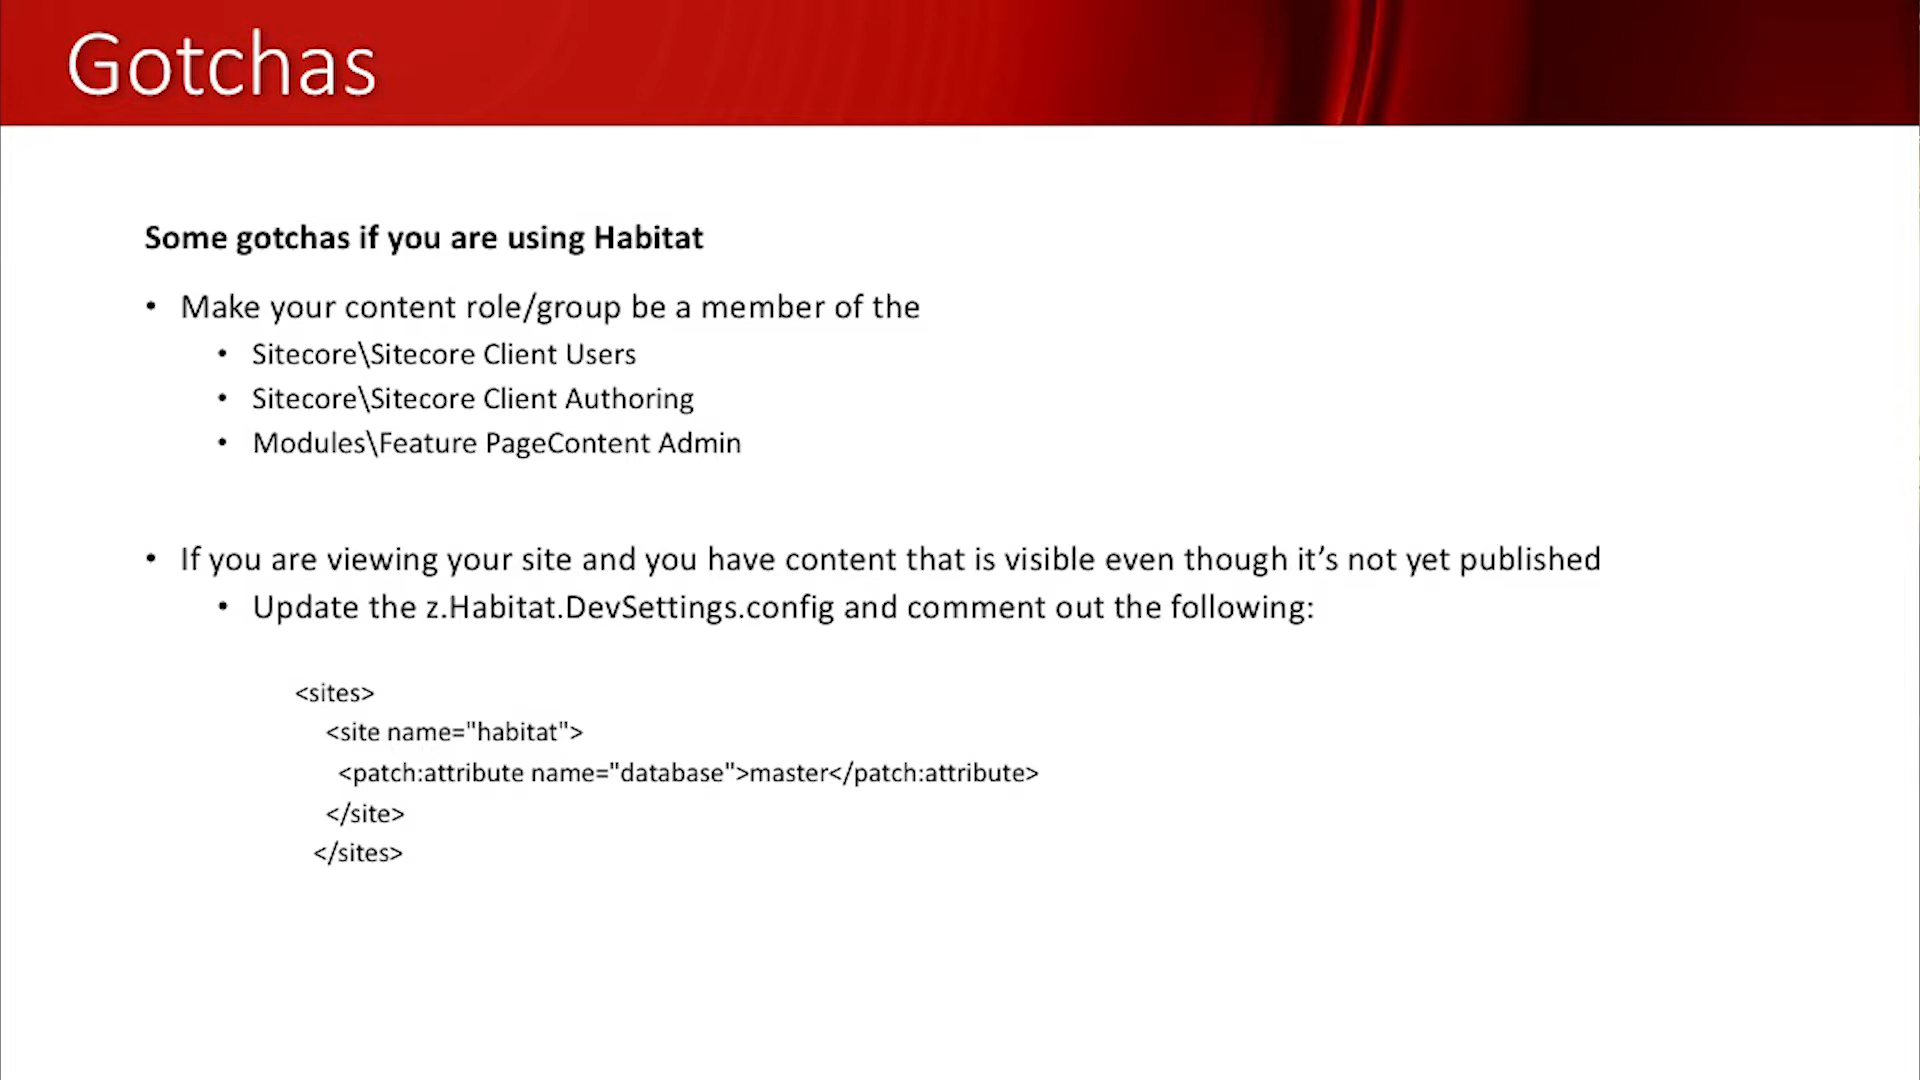 Gotchas
Some gotchas if you are using Habitat
• Make your content role/group be a member of the
• Sitecore\Sitecore Client Users
• Sitecore\Sitecore Client Authoring
• Modules\Feature PageContent Admin
• If you are viewing your site and you have content that is visible even though it’s not yet published
• Update the z.Habitat.DevSettings.config and comment out the following:
<sites>
<site name="habitat">
<patch:attribute name="database">master</patch:attribute>
</site>
</sites>